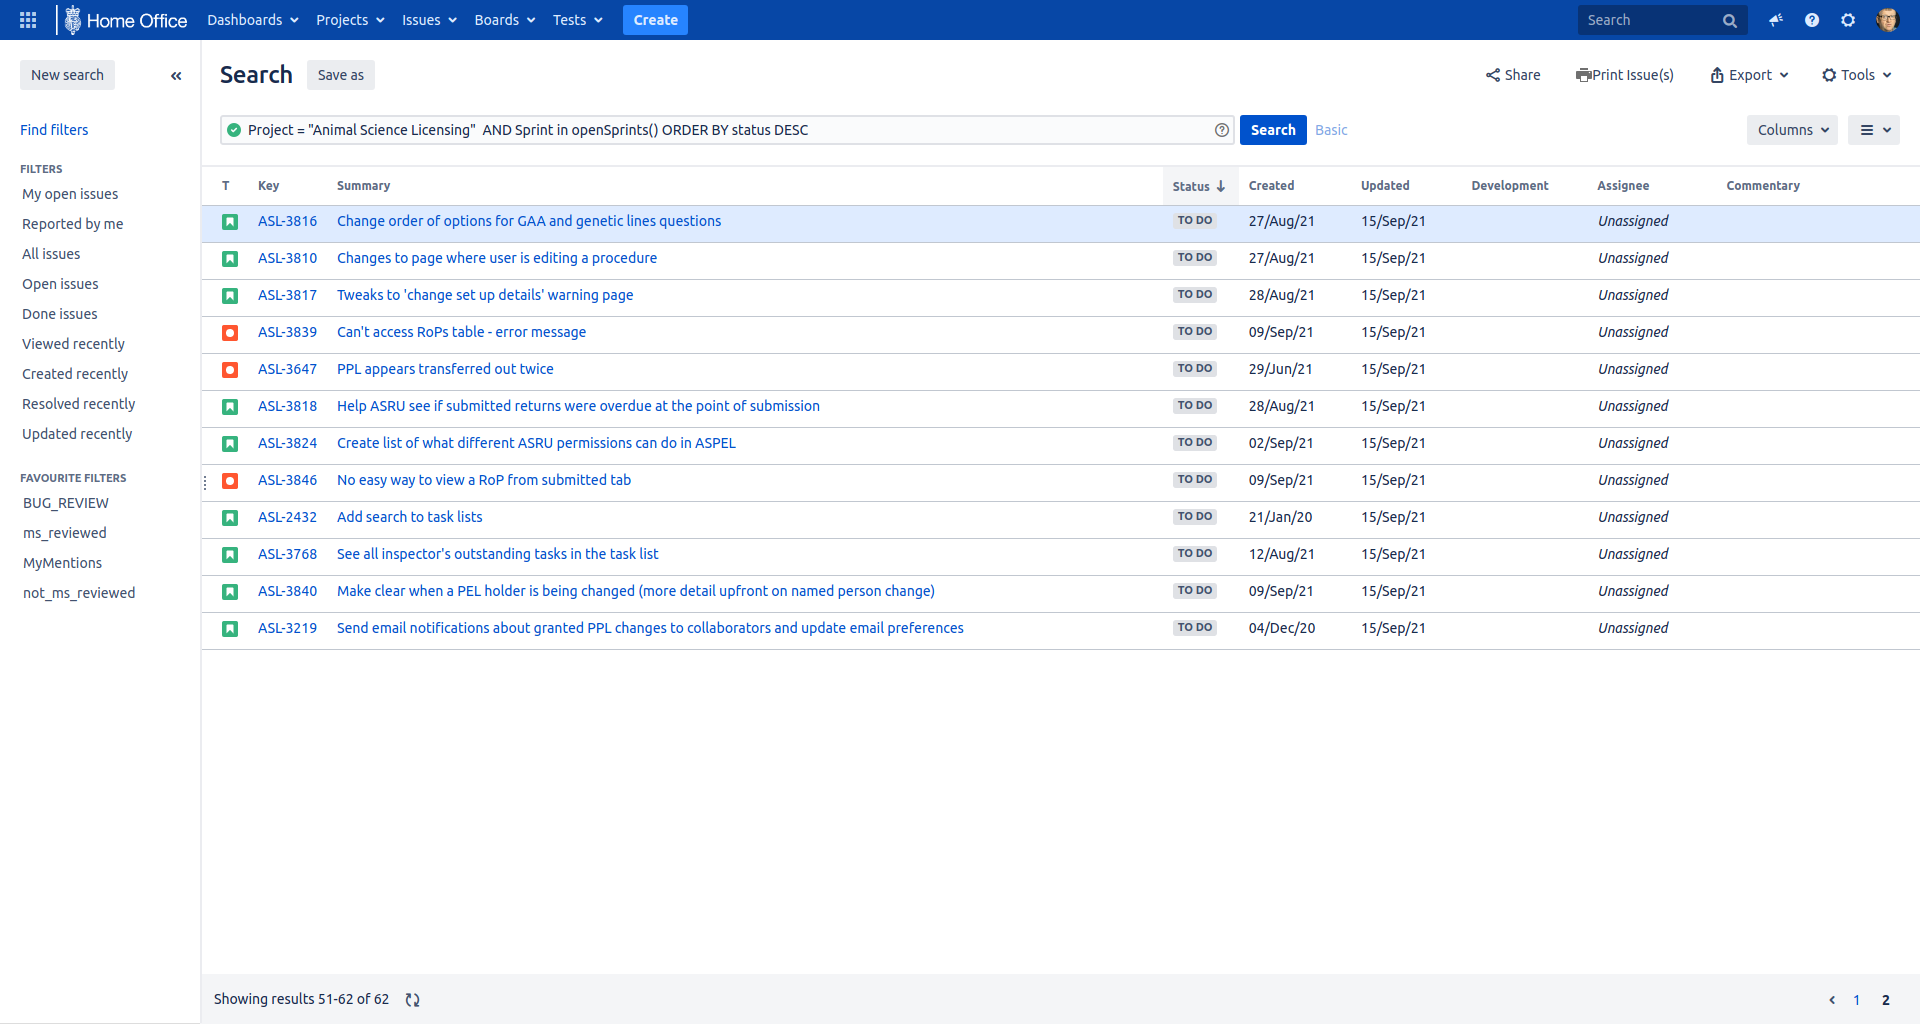 Home Office Dashboards Projects Issues Boards Tests Create Search
New search «
Search Save as Share Print Issue(s) Export Tools
Project = "Animal Science Licensing"  AND Sprint in openSprints() ORDER BY status DESC Search Basic Columns
Find filters
FILTERS
My open issues
Reported by me
All issues
Open issues
Done issues
Viewed recently
Created recently
Resolved recently
Updated recently
FAVOURITE FILTERS
BUG_REVIEW
ms_reviewed
MyMentions
not_ms_reviewed
T Key Summary Status ↓ Created Updated Development Assignee Commentary
ASL-3816 Change order of options for GAA and genetic lines questions TO DO 27/Aug/21 15/Sep/21 Unassigned
ASL-3810 Changes to page where user is editing a procedure TO DO 27/Aug/21 15/Sep/21 Unassigned
ASL-3817 Tweaks to 'change set up details' warning page TO DO 28/Aug/21 15/Sep/21 Unassigned
ASL-3839 Can't access RoPs table - error message TO DO 09/Sep/21 15/Sep/21 Unassigned
ASL-3647 PPL appears transferred out twice TO DO 29/Jun/21 15/Sep/21 Unassigned
ASL-3818 Help ASRU see if submitted returns were overdue at the point of submission TO DO 28/Aug/21 15/Sep/21 Unassigned
ASL-3824 Create list of what different ASRU permissions can do in ASPEL TO DO 02/Sep/21 15/Sep/21 Unassigned
ASL-3846 No easy way to view a RoP from submitted tab TO DO 09/Sep/21 15/Sep/21 Unassigned
ASL-2432 Add search to task lists TO DO 21/Jan/20 15/Sep/21 Unassigned
ASL-3768 See all inspector's outstanding tasks in the task list TO DO 12/Aug/21 15/Sep/21 Unassigned
ASL-3840 Make clear when a PEL holder is being changed (more detail upfront on named person change) TO DO 09/Sep/21 15/Sep/21 Unassigned
ASL-3219 Send email notifications about granted PPL changes to collaborators and update email preferences TO DO 04/Dec/20 15/Sep/21 Unassigned
Showing results 51-62 of 62 ‹ 1 2